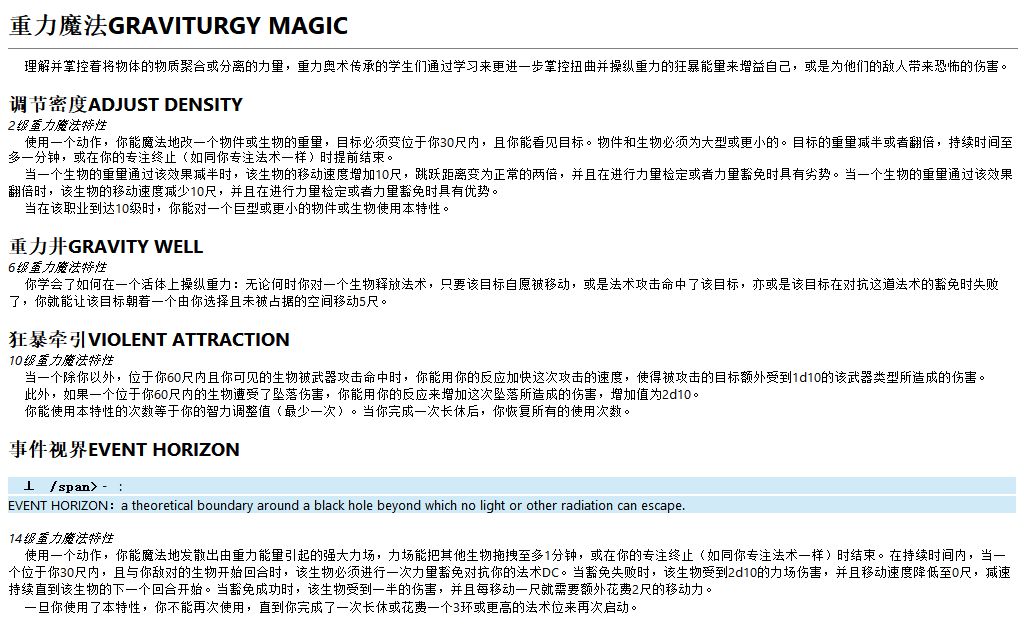 重力魔法GRAVITURGY MAGIC
理解并掌控着将物体的物质聚合或分离的力量，重力奥术传承的学生们通过学习来更进一步掌控扭曲并操纵重力的狂暴能量来增益自己，或是为他们的敌人带来恐怖的伤害。
调节密度ADJUST DENSITY
2级重力魔法特性
使用一个动作，你能魔法地改一个物件或生物的重量，目标必须变位于你30尺内，且你能看见目标。物件和生物必须为大型或更小的。目标的重量减半或者翻倍，持续时间至
多一分钟，或在你的专注终止（如同你专注法术一样）时提前结束。
当一个生物的重量通过该效果减半时，该生物的移动速度增加10尺，跳跃距离变为正常的两倍，并且在进行力量检定或者力量豁免时具有劣势。当一个生物的重量通过该效果
翻倍时，该生物的移动速度减少10尺，并且在进行力量检定或者力量豁免时具有优势。
当在该职业到达10级时，你能对一个巨型或更小的物件或生物使用本特性。
重力井GRAVITY WELL
6级重力魔法特性
你学会了如何在一个活体上操纵重力：无论何时你对一个生物释放法术，只要该目标自愿被移动，或是法术攻击命中了该目标，亦或是该目标在对抗这道法术的豁免时失败
了，你就能让该目标朝着一个由你选择且未被占据的空间移动5尺。
狂暴牵引VIOLENT ATTRACTION
10级重力魔法特性
当一个除你以外，位于你60尺内且你可见的生物被武器攻击命中时，你能用你的反应加快这次攻击的速度，使得被攻击的目标额外受到1d10的该武器类型所造成的伤害。
此外，如果一个位于你60尺内的生物遭受了坠落伤害，你能用你的反应来增加这次坠落所造成的伤害，增加值为2d10。
你能使用本特性的次数等于你的智力调整值（最少一次）。当你完成一次长休后，你恢复所有的使用次数。
事件视界EVENT HORIZON
/span> - ：
EVENT HORIZON：a theoretical boundary around a black hole beyond which no light or other radiation can escape.
14级重力魔法特性
使用一个动作，你能魔法地发散出由重力能量引起的强大力场，力场能把其他生物拖拽至多1分钟，或在你的专注终止（如同你专注法术一样）时结束。在持续时间内，当一
个位于你30尺内，且与你敌对的生物开始回合时，该生物必须进行一次力量豁免对抗你的法术DC。当豁免失败时，该生物受到2d10的力场伤害，并且移动速度降低至0尺，减速
持续直到该生物的下一个回合开始。当豁免成功时，该生物受到一半的伤害，并且每移动一尺就需要额外花费2尺的移动力。
一旦你使用了本特性，你不能再次使用，直到你完成了一次长休或花费一个3环或更高的法术位来再次启动。